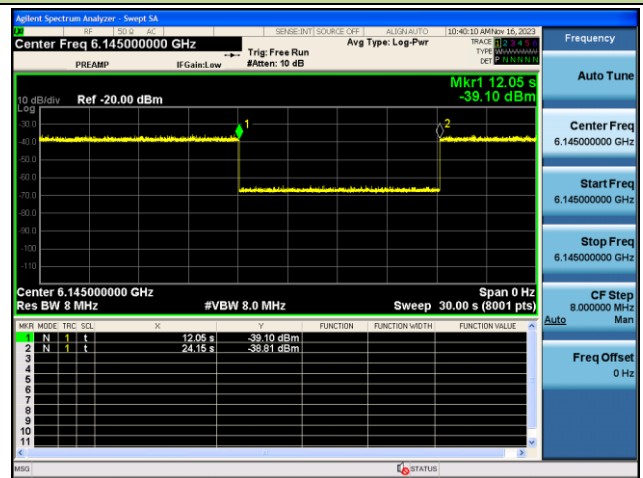 Agilent Spectrum Analyzer - Swept SA
RF 50 Ω AC SENSE:INT SOURCE OFF ALIGN AUTO 10:40:10 AM Nov 16, 2023
Center Freq 6.145000000 GHz Avg Type: Log-Pwr TRACE 1 2 3 4 5 6
Trig: Free Run TYPE WWWWWW
PREAMP IFGain:Low #Atten: 10 dB DET P N N N N N
Mkr1 12.05 s
10 dB/div Ref -20.00 dBm -39.10 dBm
Log
1 2
-30.0
-40.0
-60.0
-70.0
-80.0
-90.0
-100
-110
Center 6.145000000 GHz Span 0 Hz
Res BW 8 MHz #VBW 8.0 MHz Sweep 30.00 s (8001 pts)
MKR MODE TRC SCL X Y FUNCTION FUNCTION WIDTH FUNCTION VALUE
1 N 1 t 12.05 s -39.10 dBm
2 N 1 t 24.15 s -38.81 dBm
3
4
5
6
7
8
9
10
11
MSG STATUS
Frequency
Auto Tune
Center Freq
6.145000000 GHz
Start Freq
6.145000000 GHz
Stop Freq
6.145000000 GHz
CF Step
8.000000 MHz
Auto Man
Freq Offset
0 Hz